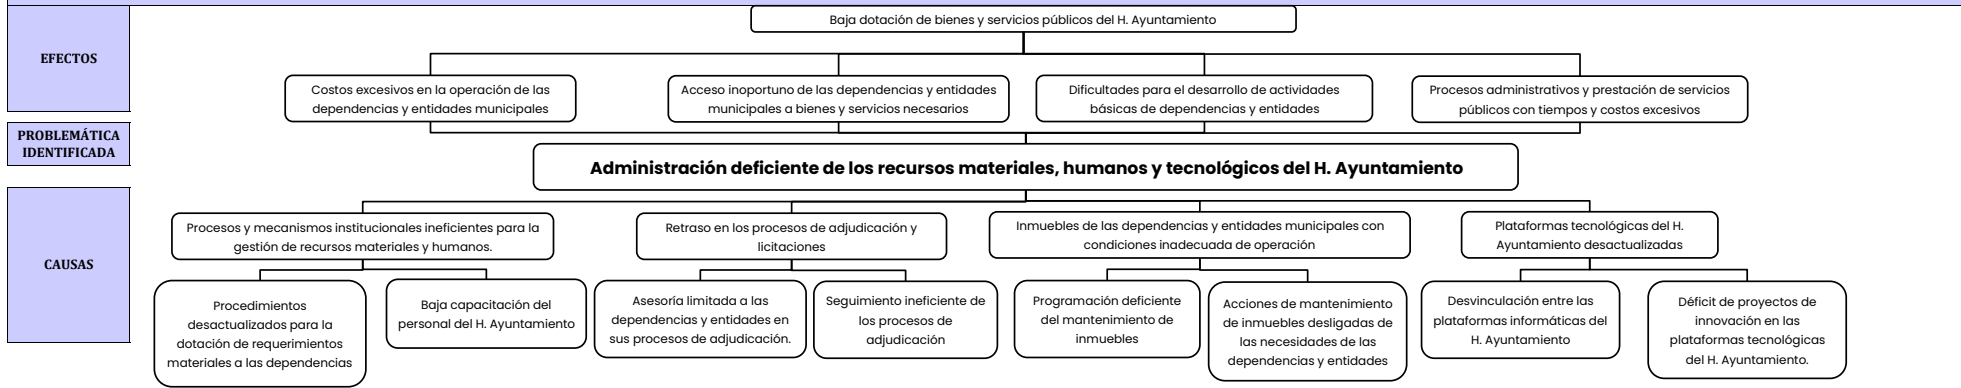 Baja dotación de bienes y servicios públicos del H. Ayuntamiento
EFECTOS
Costos excesivos en la operación de las
dependencias y entidades municipales
Acceso inoportuno de las dependencias y entidades
municipales a bienes y servicios necesarios
Dificultades para el desarrollo de actividades
básicas de dependencias y entidades
Procesos administrativos y prestación de servicios
públicos con tiempos y costos excesivos
PROBLEMÁTICA
IDENTIFICADA
Administración deficiente de los recursos materiales, humanos y tecnológicos del H. Ayuntamiento
CAUSAS
Procesos y mecanismos institucionales ineficientes para la
gestión de recursos materiales y humanos.
Retraso en los procesos de adjudicación y
licitaciones
Inmuebles de las dependencias y entidades municipales con
condiciones inadecuada de operación
Plataformas tecnológicas del H.
Ayuntamiento desactualizadas
Procedimientos
desactualizados para la
dotación de requerimientos
materiales a las dependencias
Baja capacitación del
personal del H. Ayuntamiento
Asesoría limitada a las
dependencias y entidades en
sus procesos de adjudicación.
Seguimiento ineficiente de
los procesos de
adjudicación
Programación deficiente
del mantenimiento de
inmuebles
Acciones de mantenimiento
de inmuebles desligadas de
las necesidades de las
dependencias y entidades
Desvinculación entre las
plataformas informáticas del
H. Ayuntamiento
Déficit de proyectos de
innovación en las
plataformas tecnológicas
del H. Ayuntamiento.